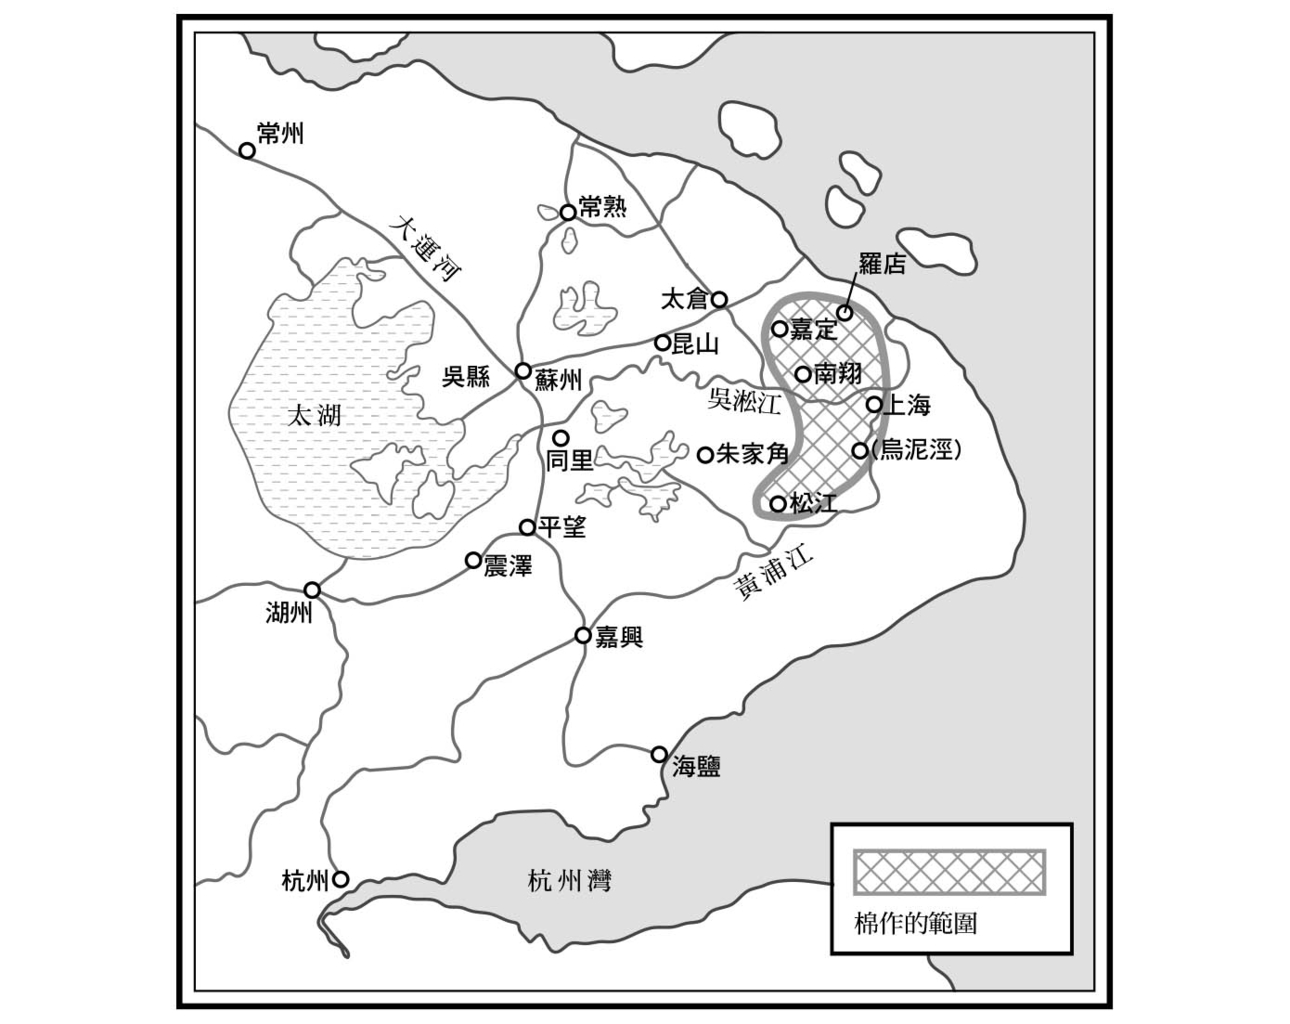 常州
大運河
常熟
羅店
太倉
嘉定
昆山
南翔
吳縣
蘇州
吳淞江
上海
太湖
同里
朱家角
(烏泥涇)
松江
平望
震澤
黃浦江
湖州
嘉興
海鹽
杭州
杭州灣
棉作的範圍